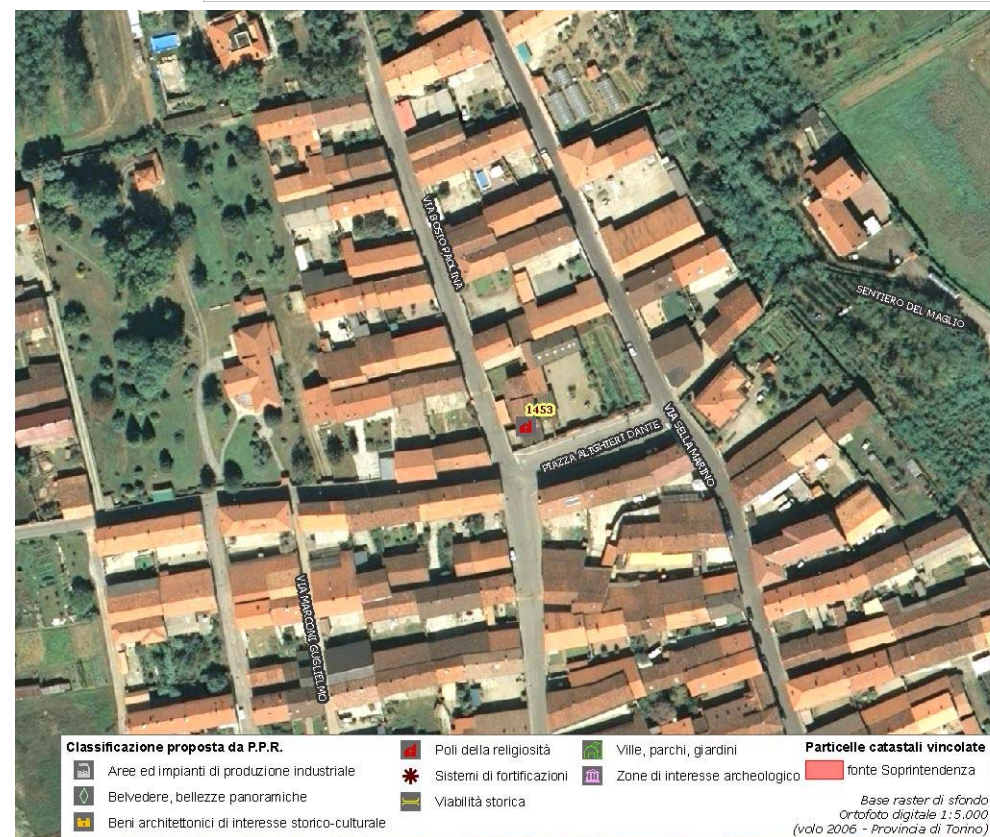 VIA BOSIO PAOLINA
SENTIERO DEL MAGLIO
1453
PIAZZA ALIGHIERI DANTE
VIA SELLA MARINO
VIA MARCONI GUGLIELMO
Classificazione proposta da P.P.R.
Aree ed impianti di produzione industriale
Belvedere, bellezze panoramiche
Beni architettonici di interesse storico-culturale
Poli della religiosità
Sistemi di fortificazioni
Viabilità storica
Ville, parchi, giardini
Zone di interesse archeologico
Particelle catastali vincolate
fonte Soprintendenza
Base raster di sfondo
Ortofoto digitale 1:5.000
(volo 2006 - Provincia di Torino)